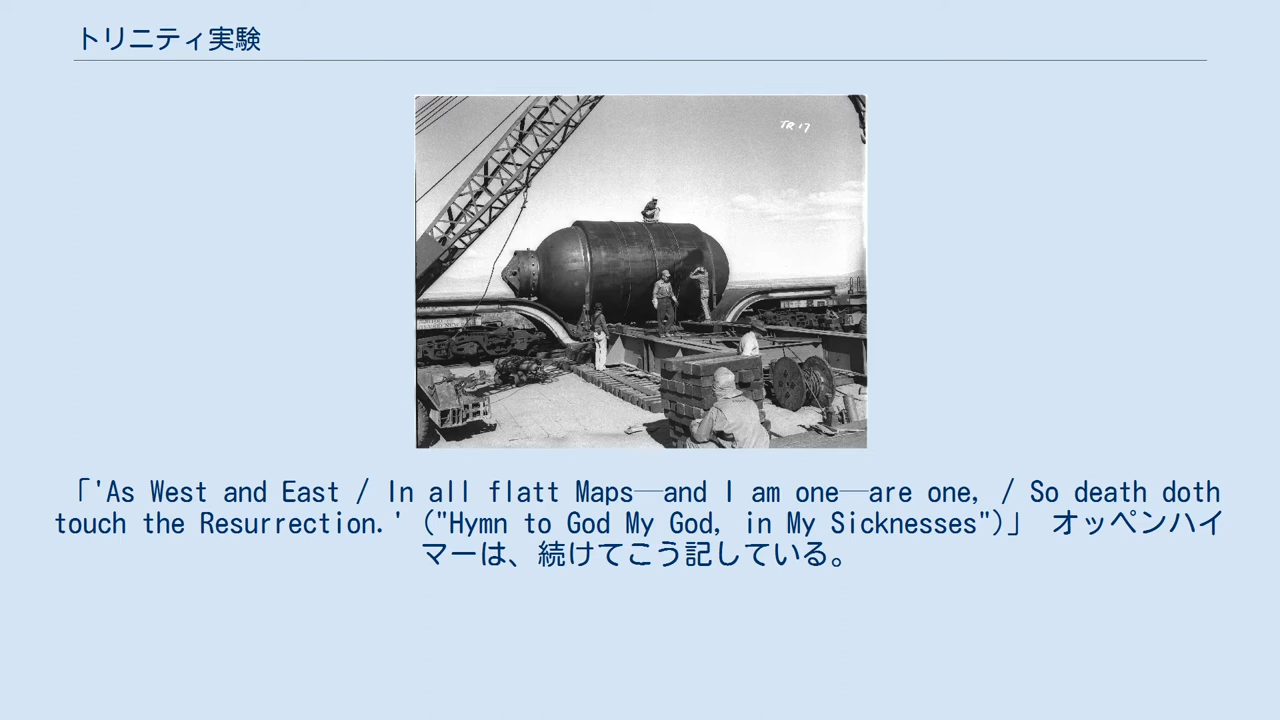 トリニティ実験
TR 17
「'As West and East / In all flatt Maps—and I am one—are one, / So death doth
touch the Resurrection.' ("Hymn to God My God, in My Sicknesses")」 オッペンハイ
マーは、続けてこう記している。